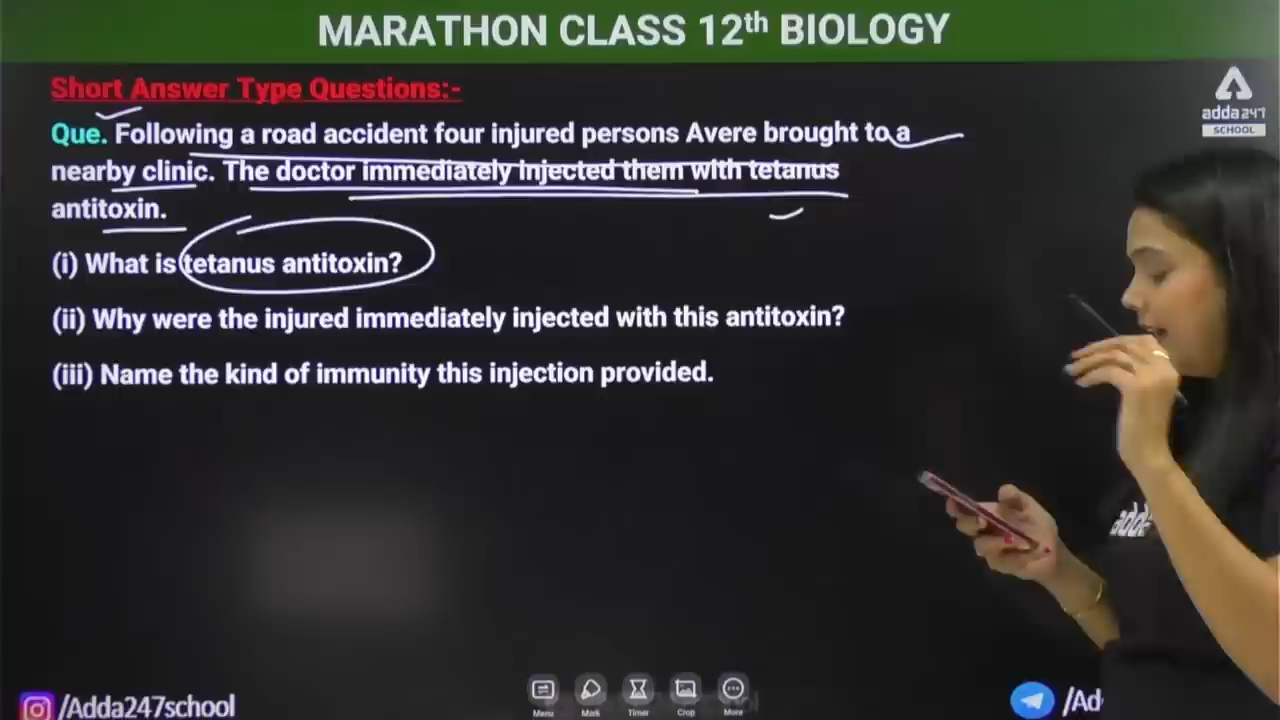 MARATHON CLASS 12th BIOLOGY
Short Answer Type Questions:-
adda247
SCHOOL
Que. Following a road accident four injured persons Avere brought to a
nearby clinic. The doctor immediately injected them with tetanus
antitoxin.
(i) What is tetanus antitoxin?
(ii) Why were the injured immediately injected with this antitoxin?
(iii) Name the kind of immunity this injection provided.
adda
/Adda247school
Menu Mark Timer Crop More
/Ad